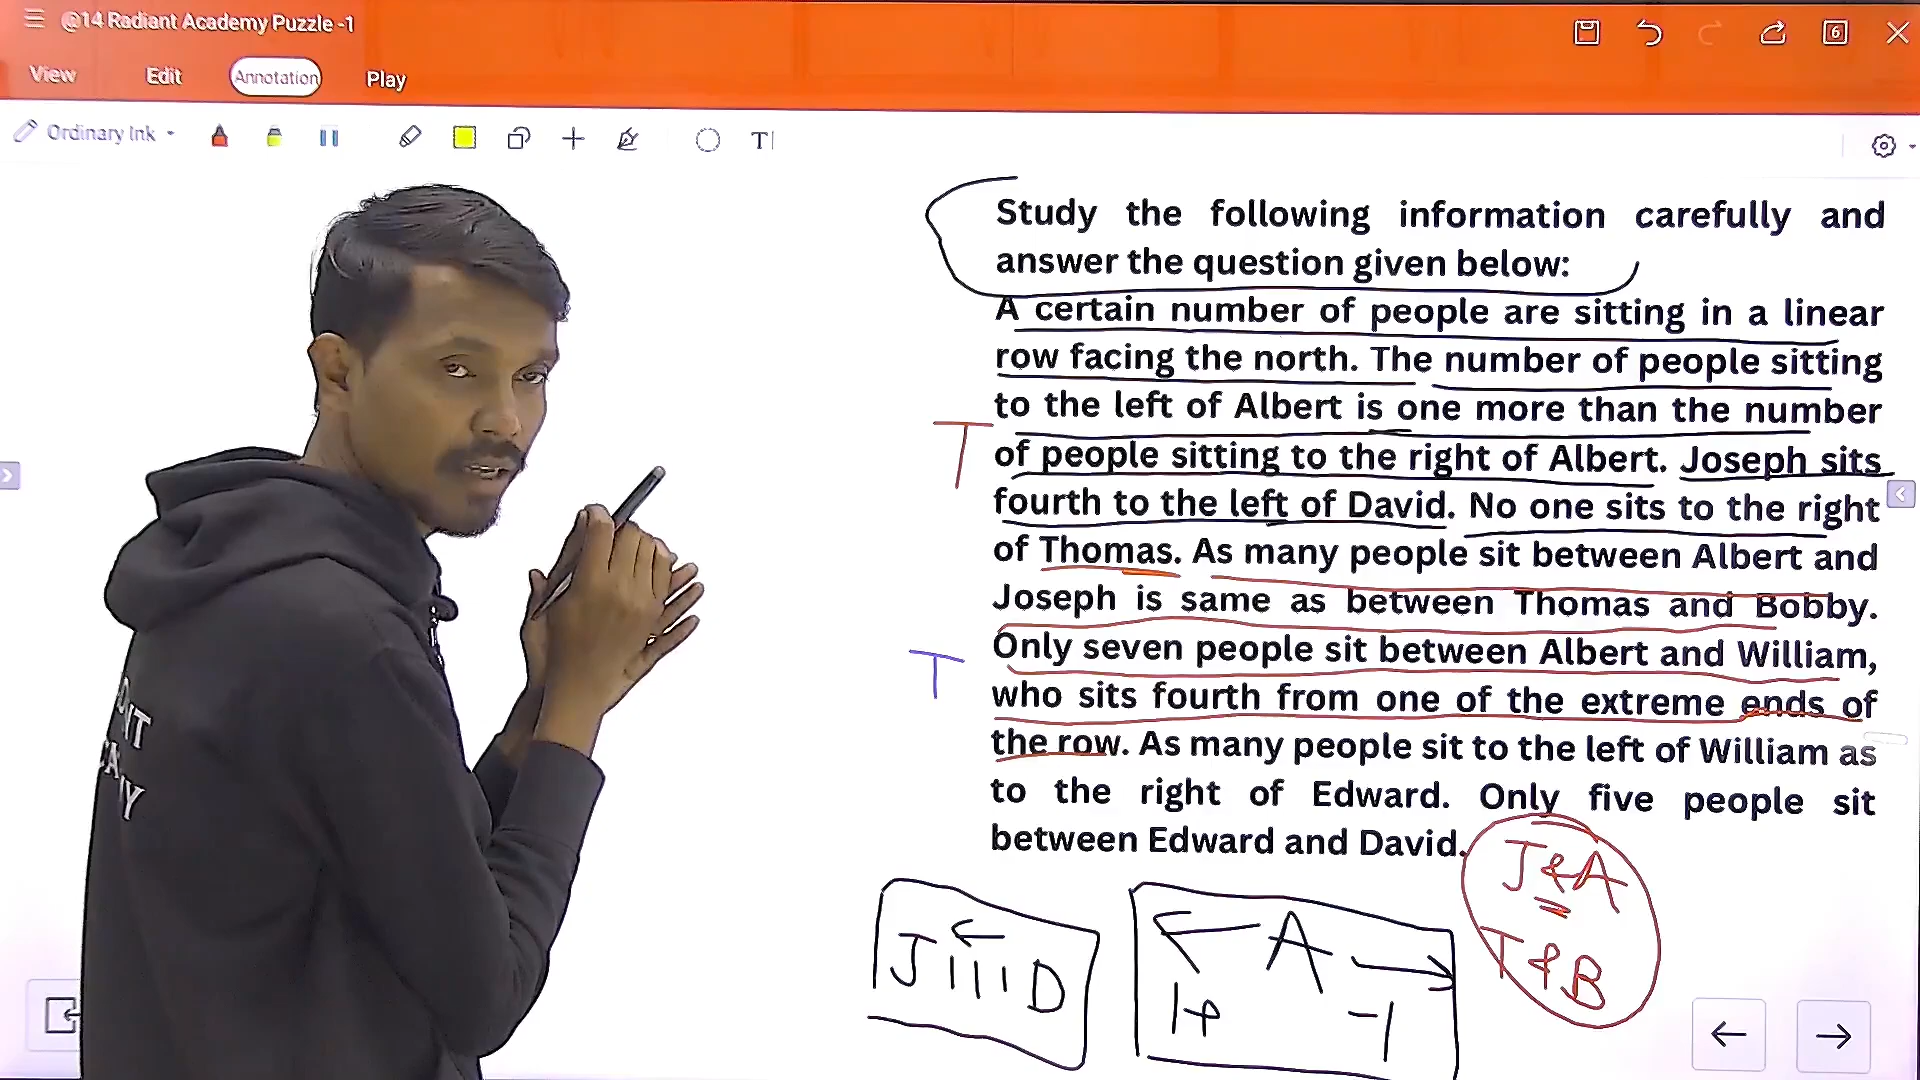 @14 Radiant Academy Puzzle -1
6
View Edit Annotation Play
Ordinary Ink
T
Study the following information carefully and
answer the question given below:
A certain number of people are sitting in a linear
row facing the north. The number of people sitting
to the left of Albert is one more than the number
of people sitting to the right of Albert. Joseph sits
fourth to the left of David. No one sits to the right
of Thomas. As many people sit between Albert and
Joseph is same as between Thomas and Bobby.
Only seven people sit between Albert and William,
who sits fourth from one of the extreme ends of
the row. As many people sit to the left of William as
to the right of Edward. Only five people sit
between Edward and David.
T
T
J&A
T&B
J D
A
1+ -1